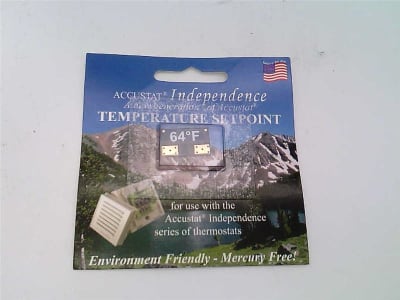 ACCUSTAT® Independence
A new generation of Accustat®
TEMPERATURE SETPOINT
64°F
for use with the
Accustat® Independence
series of thermostats
Environment Friendly - Mercury Free!